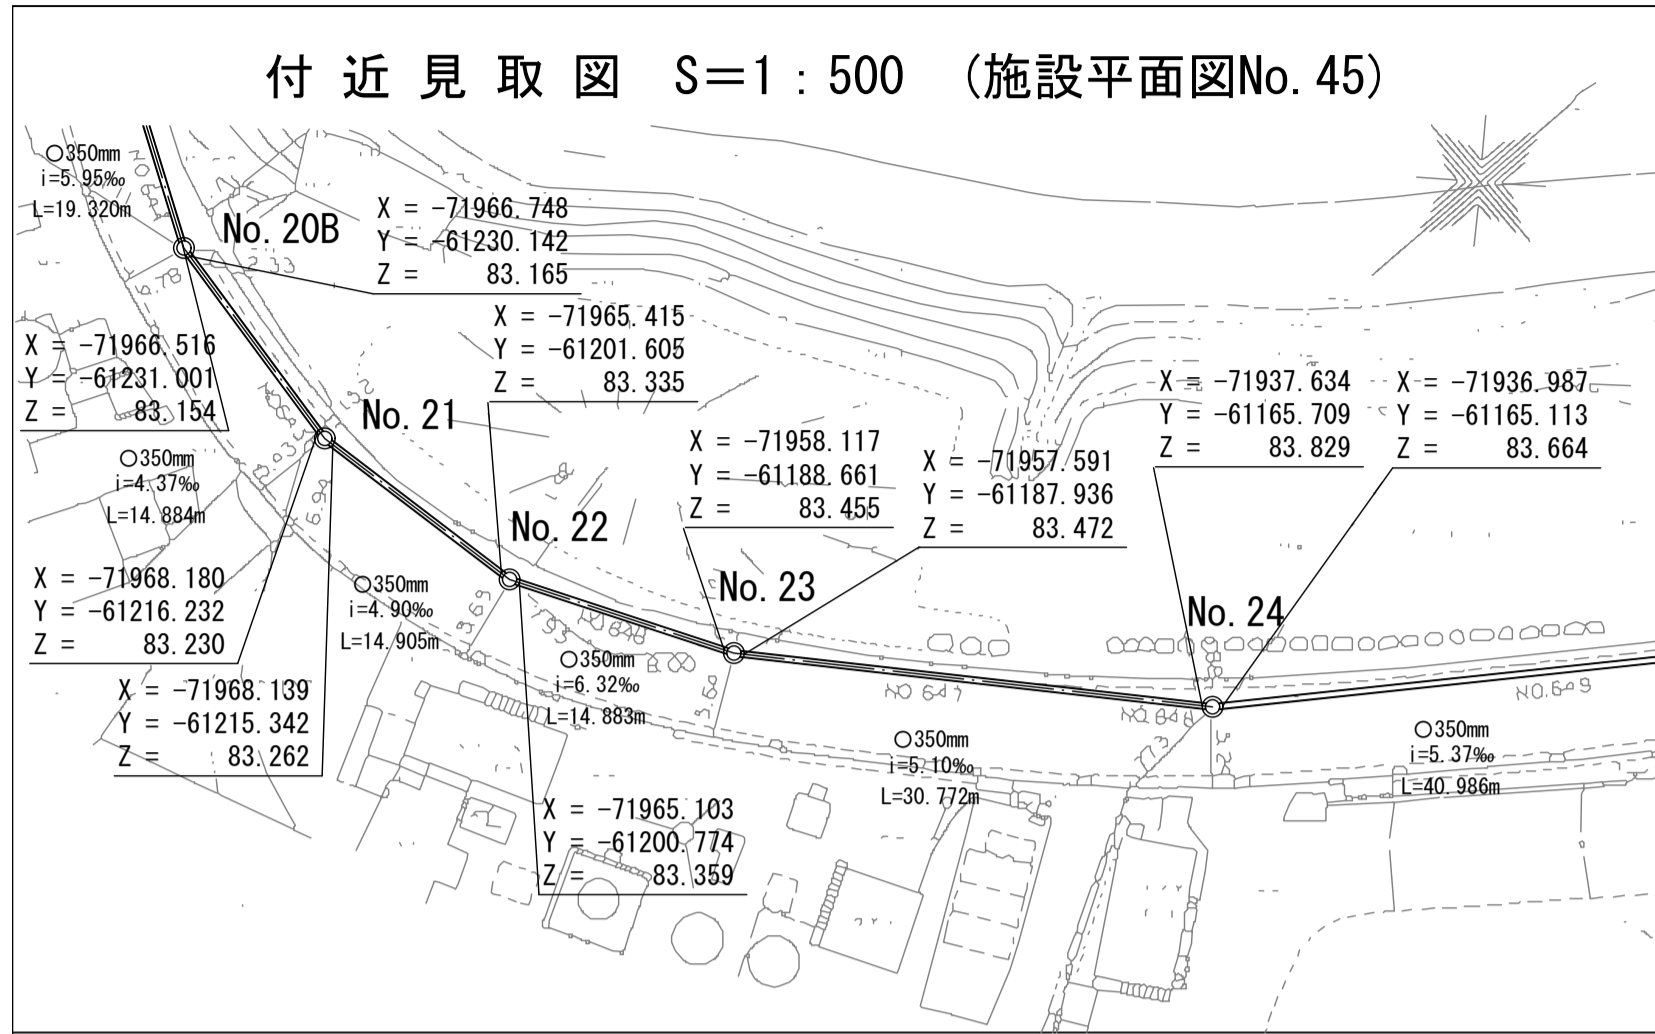 付近見取図 S=1:500 (施設平面図No.45)
○350mm
i=5.95‰
L=19.320m
No.20B
X = -71966.748
Y = -61230.142
Z = 83.165
X = -71966.516
Y = -61231.001
Z = 83.154
○350mm
i=4.37‰
L=14.884m
No.21
X = -71968.180
Y = -61216.232
Z = 83.230
X = -71968.139
Y = -61215.342
Z = 83.262
○350mm
i=4.90‰
L=14.905m
X = -71965.415
Y = -61201.605
Z = 83.335
No.22
X = -71965.103
Y = -61200.774
Z = 83.359
○350mm
i=6.32‰
L=14.883m
X = -71958.117
Y = -61188.661
Z = 83.455
No.23
X = -71957.591
Y = -61187.936
Z = 83.472
○350mm
i=5.10‰
L=30.772m
X = -71937.634
Y = -61165.709
Z = 83.829
No.24
X = -71936.987
Y = -61165.113
Z = 83.664
○350mm
i=5.37‰
L=40.986m
NO.647
NO.648
NO.649